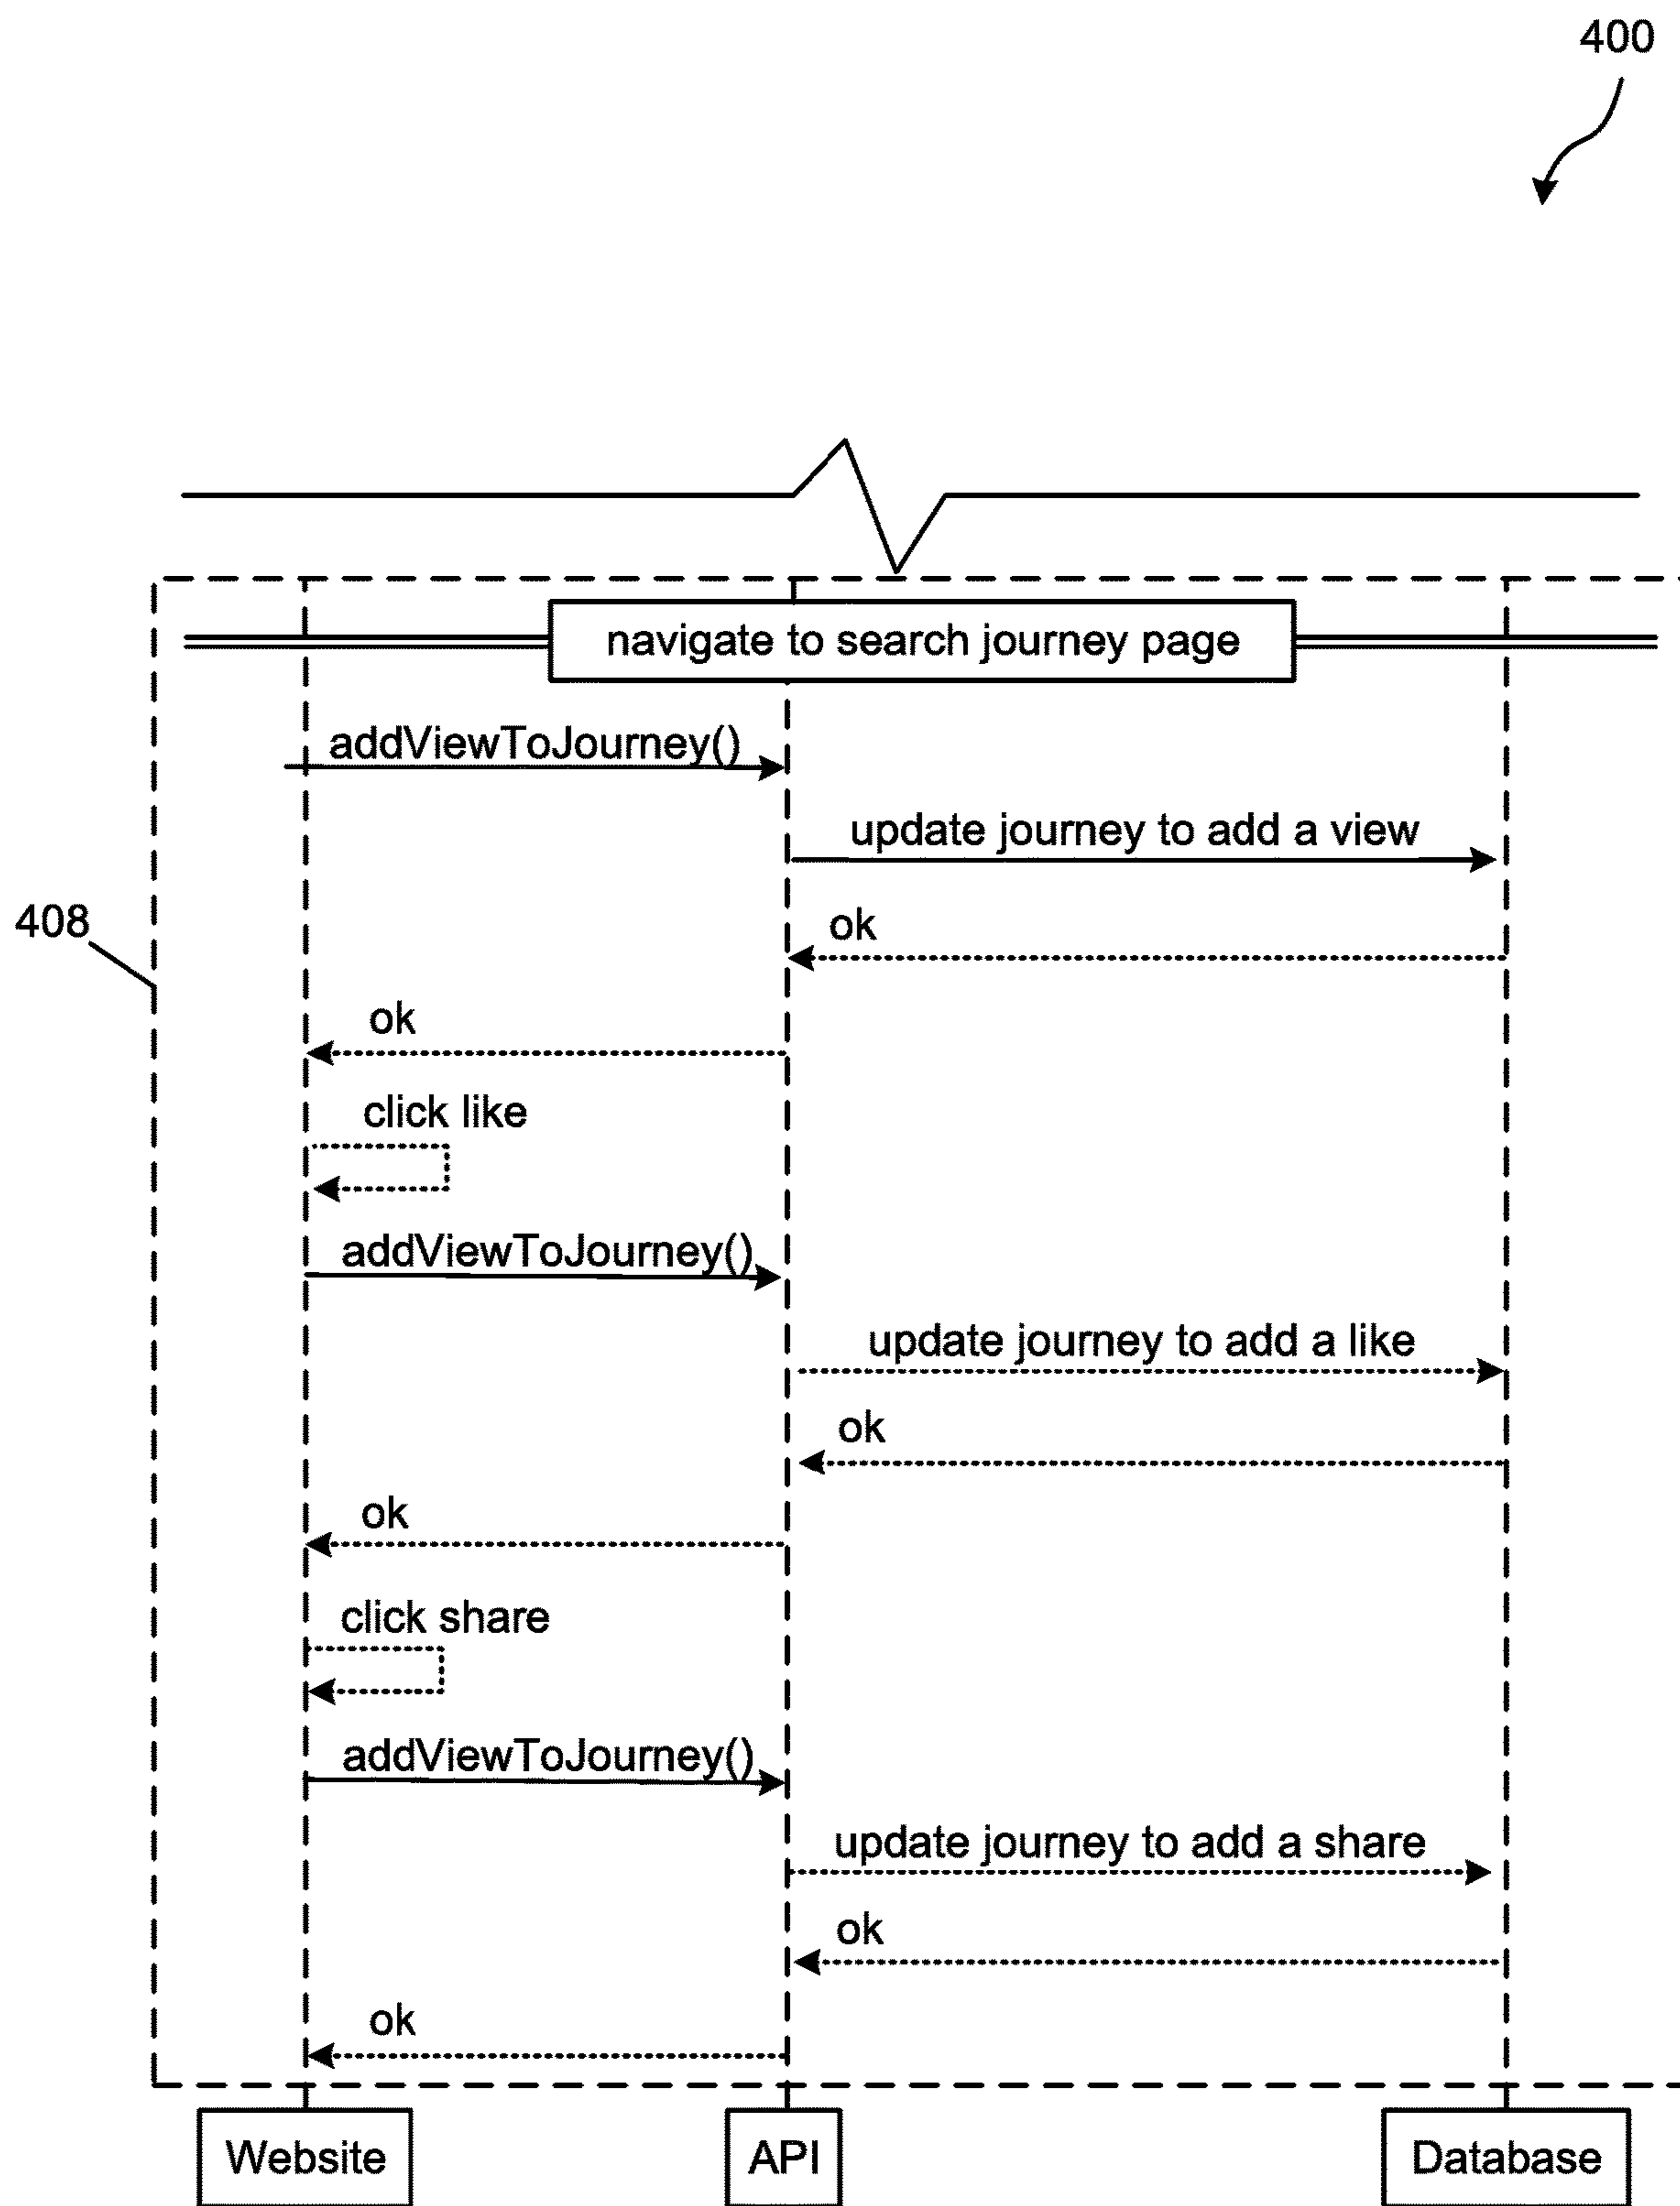 400
navigate to search journey page
addViewToJourney()
update journey to add a view
408
ok
ok
click like
addViewToJourney()
update journey to add a like
ok
ok
click share
addViewToJourney()
update journey to add a share
ok
ok
Website
API
Database